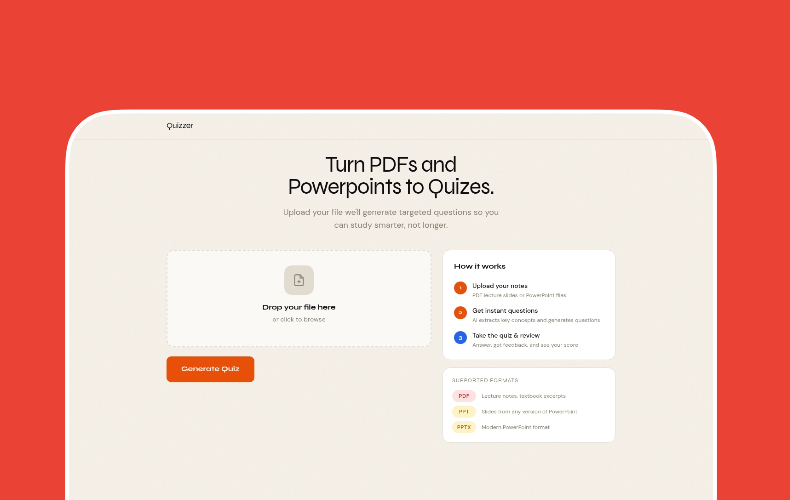 Quizzer
Turn PDFs and
Powerpoints to Quizes.
Upload your file we'll generate targeted questions so you
can study smarter, not longer.
Drop your file here
or click to browse
Generate Quiz
How it works
1
Upload your notes
PDF lecture slides or PowerPoint files
2
Get instant questions
AI extracts key concepts and generates questions
3
Take the quiz & review
Answer, get feedback, and see your score
SUPPORTED FORMATS
PDF
Lecture notes, textbook excerpts
PPT
Slides from any version of PowerPoint
PPTX
Modern PowerPoint format